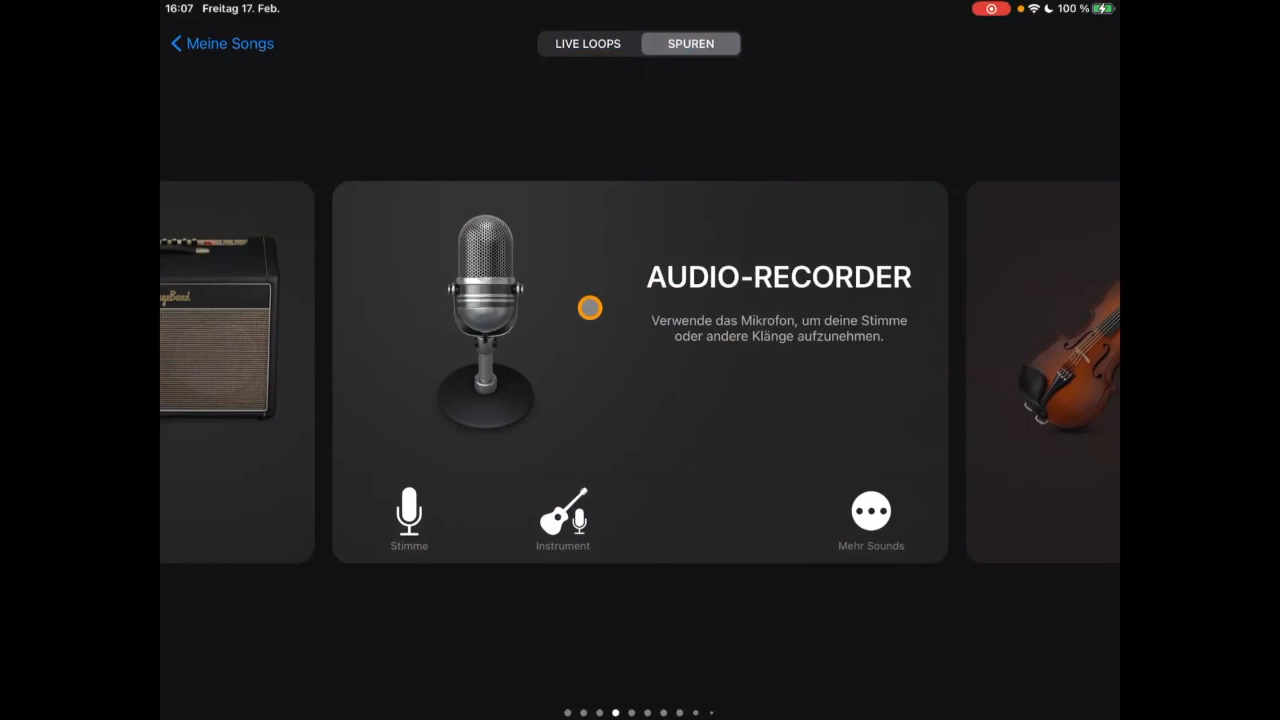 16:07 Freitag 17. Feb.
100 %
Meine Songs
LIVE LOOPS
SPUREN
AUDIO-RECORDER
Verwende das Mikrofon, um deine Stimme
oder andere Klänge aufzunehmen.
Stimme
Instrument
Mehr Sounds